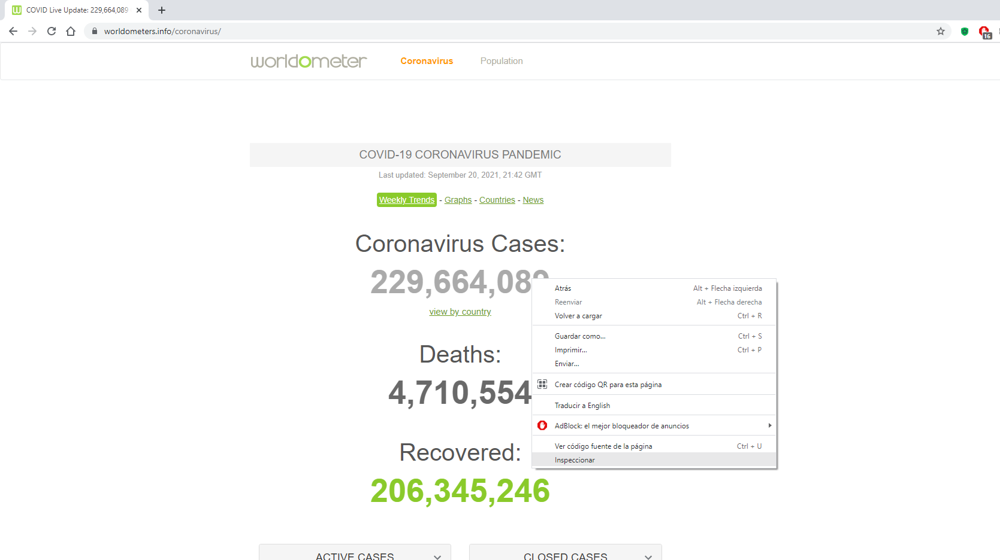 COVID Live Update: 229,664,089
worldometers.info/coronavirus/
16
worldometer
Coronavirus
Population
COVID-19 CORONAVIRUS PANDEMIC
Last updated: September 20, 2021, 21:42 GMT
Weekly Trends - Graphs - Countries - News
Coronavirus Cases:
229,664,089
view by country
Deaths:
4,710,554
Recovered:
206,345,246
ACTIVE CASES
CLOSED CASES
Atrás Alt + Flecha izquierda
Reenviar Alt + Flecha derecha
Volver a cargar Ctrl + R
Guardar como... Ctrl + S
Imprimir... Ctrl + P
Enviar...
Crear código QR para esta página
Traducir a English
AdBlock: el mejor bloqueador de anuncios
Ver código fuente de la página Ctrl + U
Inspeccionar